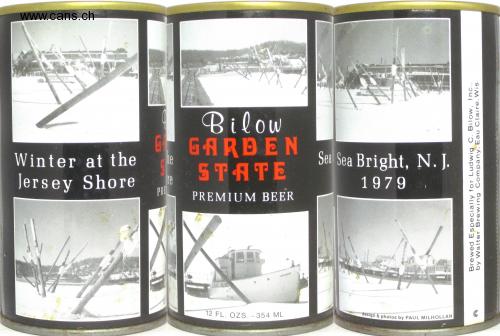 www.cans.ch
Winter at the
Jersey Shore
Bilow
GARDEN
STATE
PREMIUM BEER
12 FL. OZS. - 354 ML
Sea Bright, N. J.
1979
design & photos by PAUL MILHOLLAN
Brewed Especially for Ludwig C. Bilow, Inc.,
by Walter Brewing Company, Eau Claire, Wis